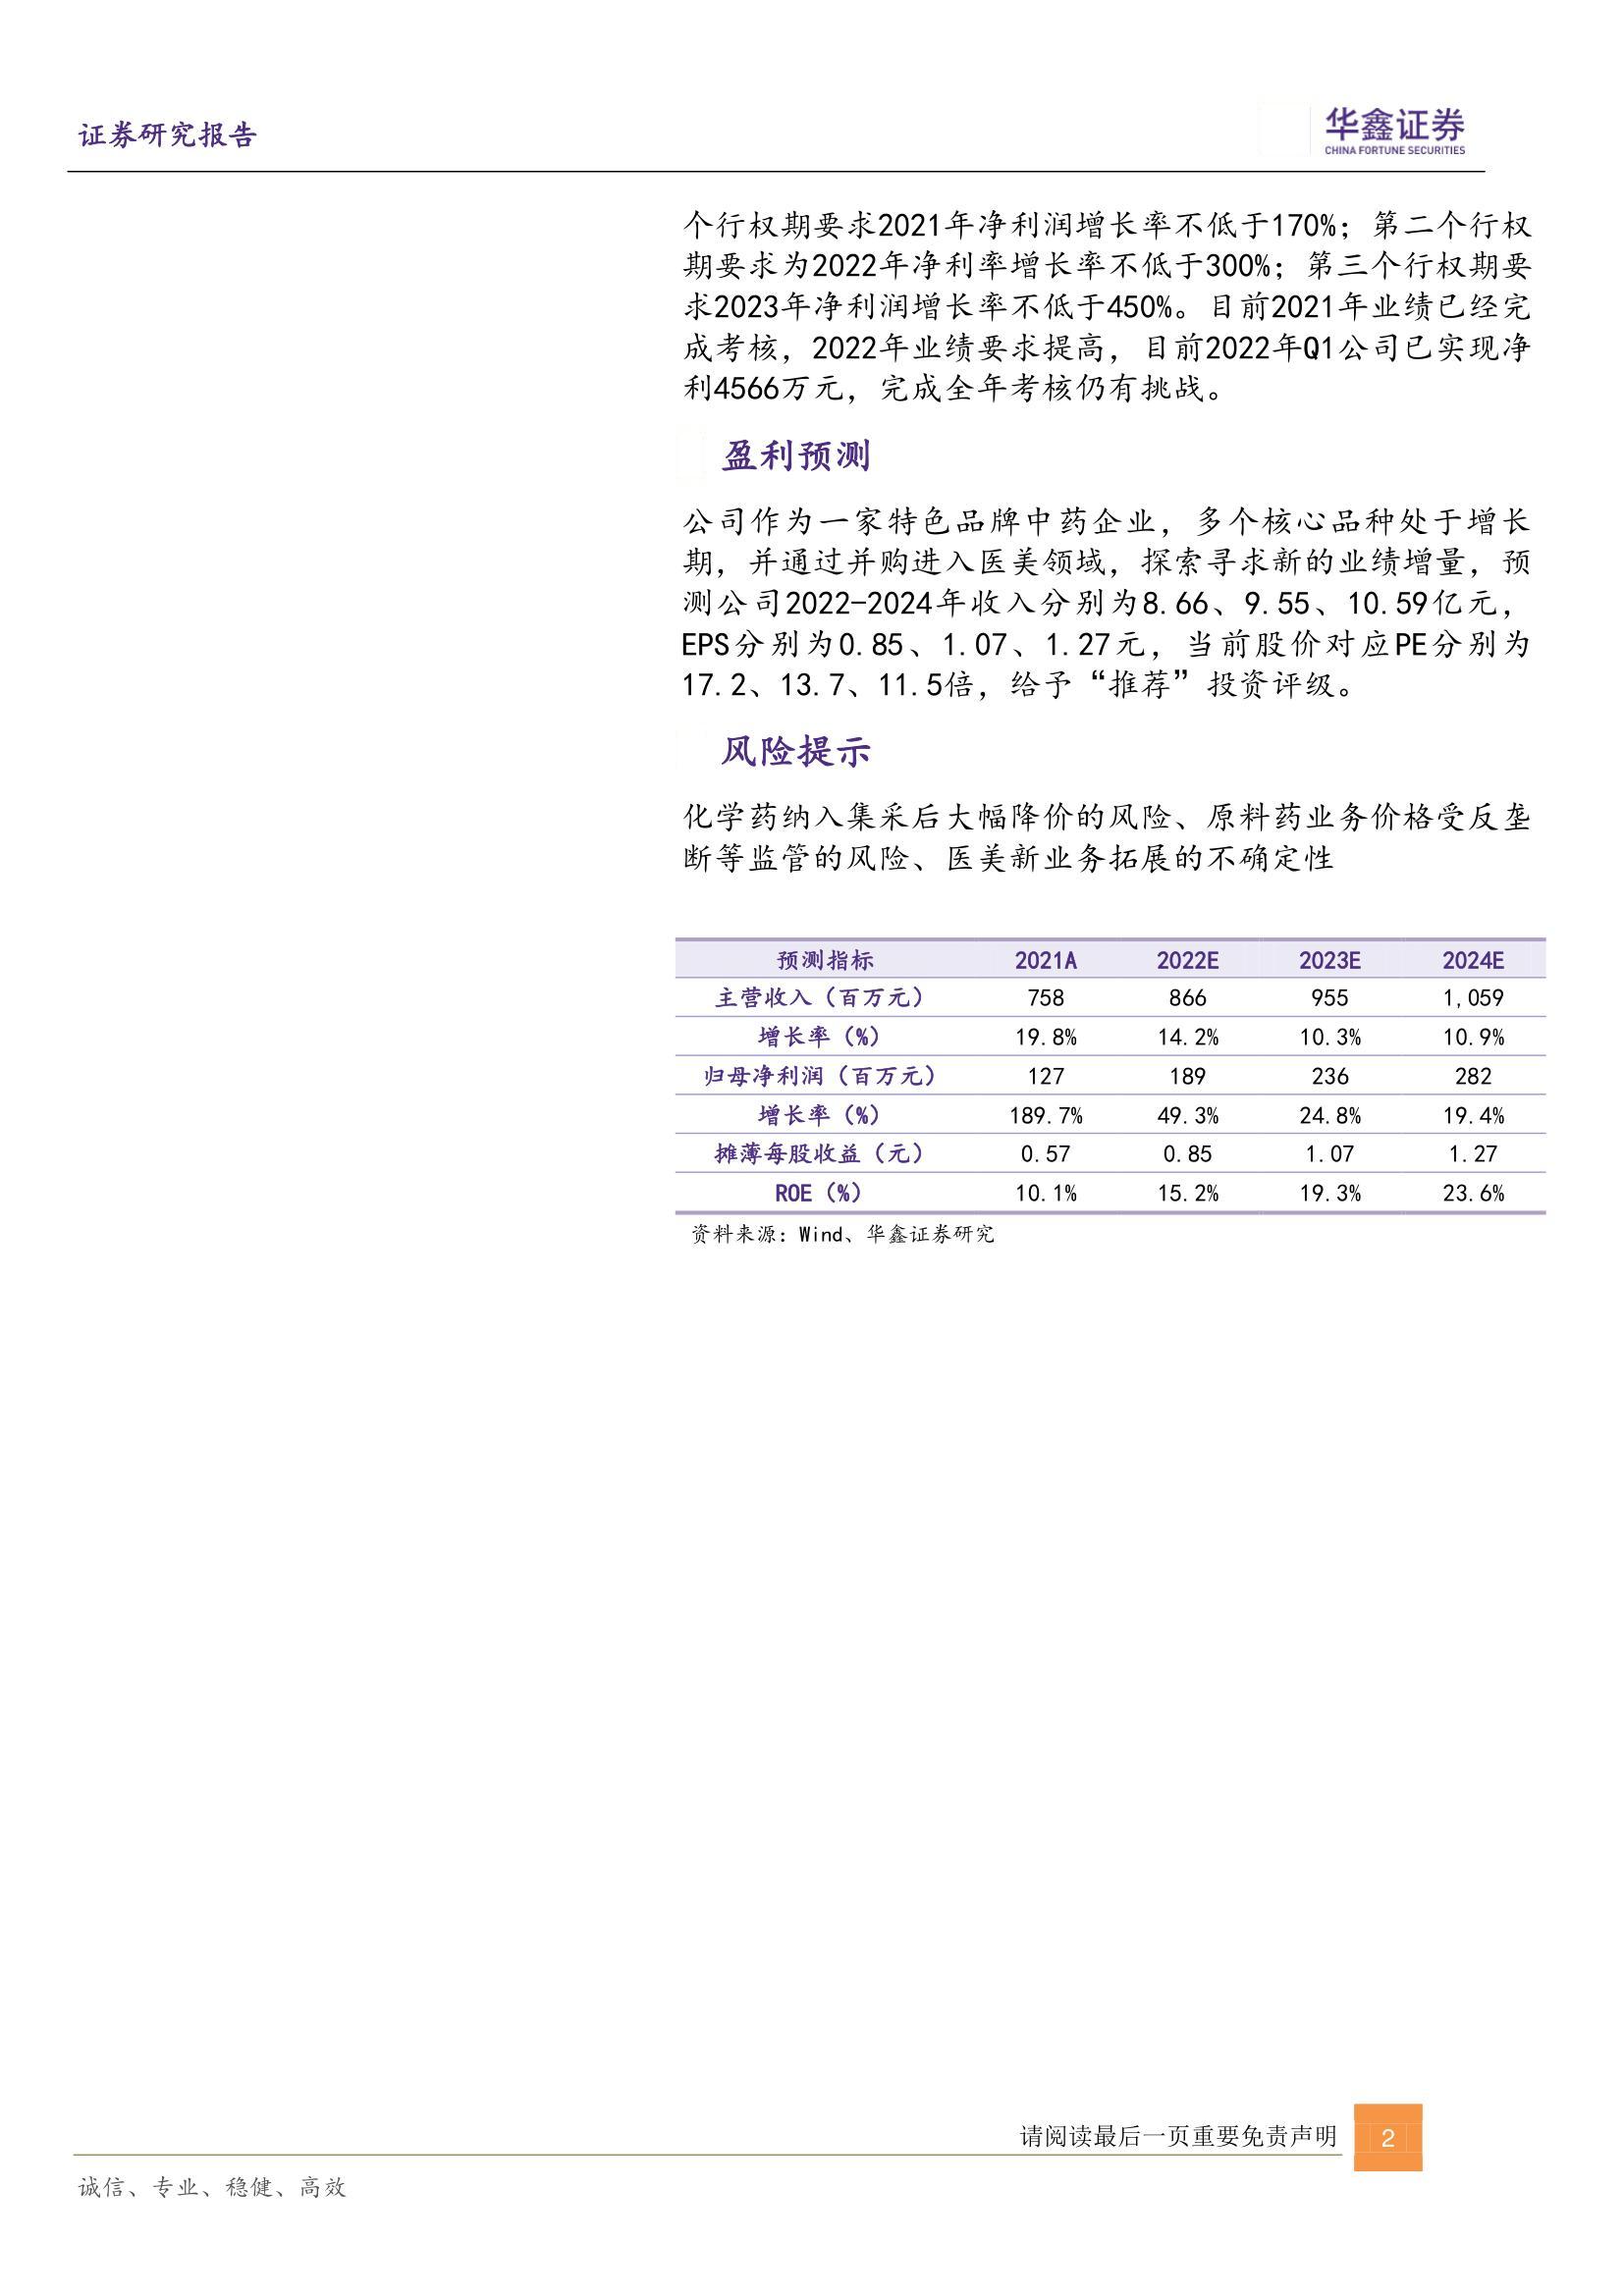 证券研究报告
华鑫证券
CHINA FORTUNE SECURITIES
个行权期要求2021年净利润增长率不低于170%；第二个行权
期要求为2022年净利率增长率不低于300%；第三个行权期要
求2023年净利润增长率不低于450%。目前2021年业绩已经完
成考核，2022年业绩要求提高，目前2022年Q1公司已实现净
利4566万元，完成全年考核仍有挑战。
盈利预测
公司作为一家特色品牌中药企业，多个核心品种处于增长
期，并通过并购进入医美领域，探索寻求新的业绩增量，预
测公司2022-2024年收入分别为8.66、9.55、10.59亿元，
EPS分别为0.85、1.07、1.27元，当前股价对应PE分别为
17.2、13.7、11.5倍，给予“推荐”投资评级。
风险提示
化学药纳入集采后大幅降价的风险、原料药业务价格受反垄
断等监管的风险、医美新业务拓展的不确定性
预测指标 2021A 2022E 2023E 2024E
主营收入（百万元） 758 866 955 1,059
增长率（%） 19.8% 14.2% 10.3% 10.9%
归母净利润（百万元） 127 189 236 282
增长率（%） 189.7% 49.3% 24.8% 19.4%
摊薄每股收益（元） 0.57 0.85 1.07 1.27
ROE（%） 10.1% 15.2% 19.3% 23.6%
资料来源：Wind、华鑫证券研究
请阅读最后一页重要免责声明 2
诚信、专业、稳健、高效